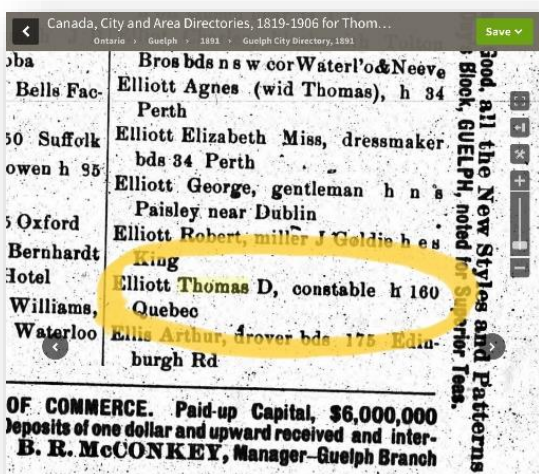 Canada, City and Area Directories, 1819-1906 for Thom...
Save
Ontario › Guelph › 1891 › Guelph City Directory, 1891
oba
Bells Fac-
50 Suffolk
owen h 95
5 Oxford
Bernhardt
Hotel
Williams,
Waterloo
Bros bds n s w cor Waterl'o&Neeve
Elliott Agnes (wid Thomas), h 34
Perth
Elliott Elizabeth Miss, dressmaker
bds 34 Perth
Elliott George, gentleman h n s
Paisley near Dublin
Elliott Robert, miller J Goldie h e s
King
Elliott Thomas D, constable h 160
Quebec
Ellis Arthur, drover bds 175 Edin-
burgh Rd
Good, all the New Styles and Patterns
s Block, GUELPH, noted for Superior Tees.
OF COMMERCE. Paid-up Capital, $6,000,000
Deposits of one dollar and upward received and inter-
B. R. McCONKEY, Manager-Guelph Branch